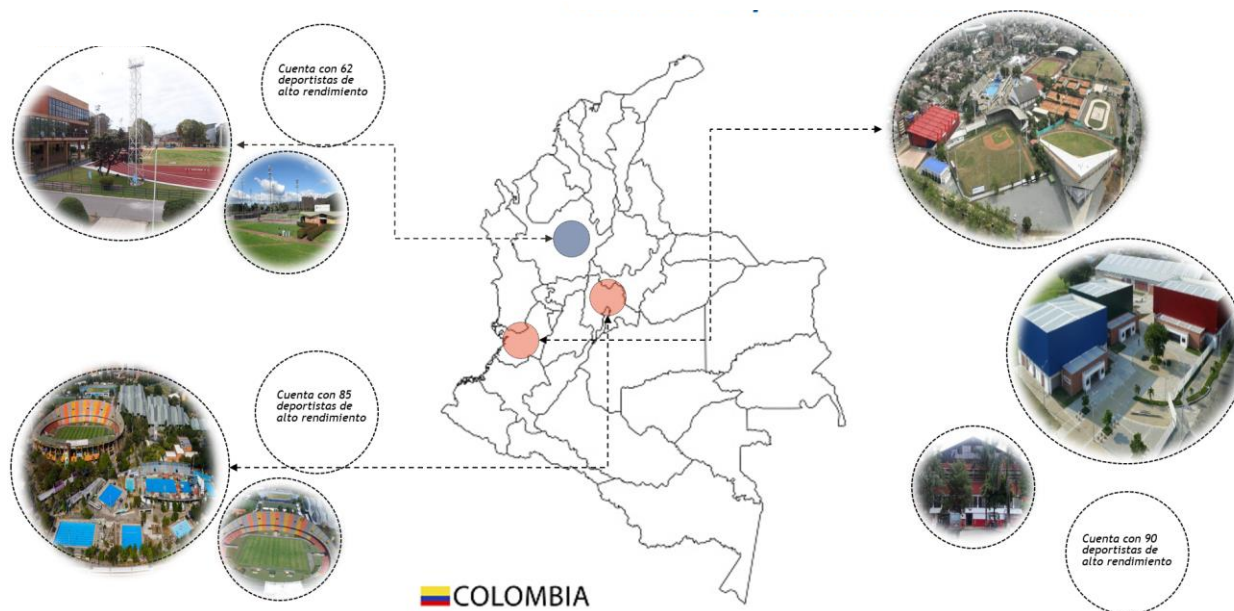 Cuenta con 62
deportistas de
alto rendimiento
Cuenta con 85
deportistas de
alto rendimiento
Cuenta con 90
deportistas de
alto rendimiento
COLOMBIA